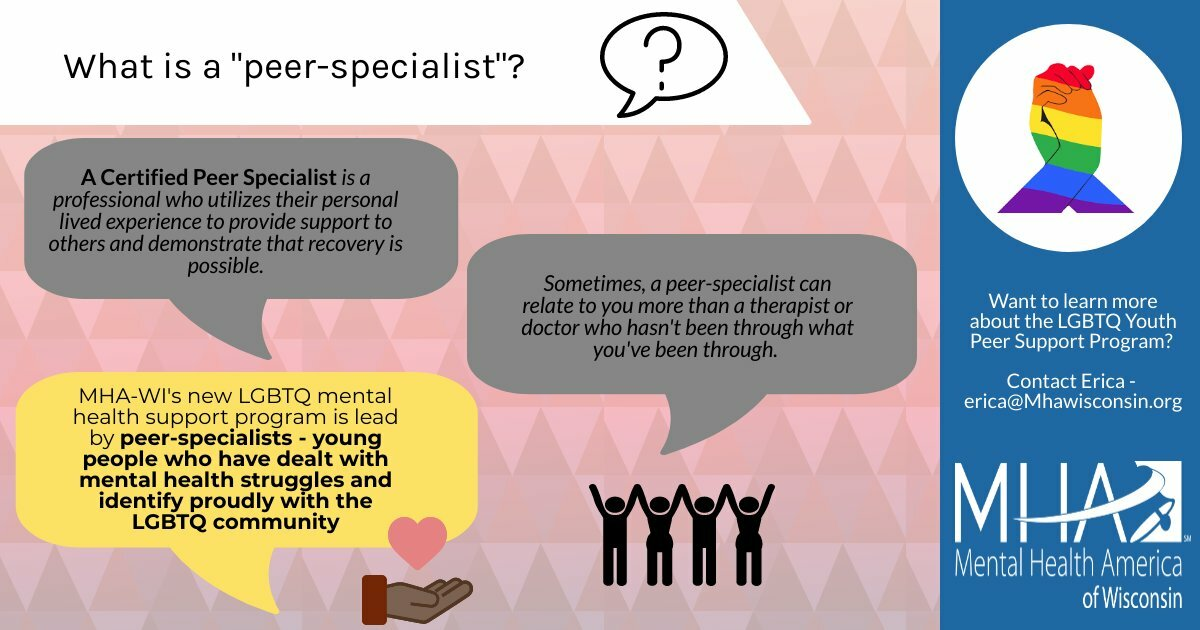 What is a "peer-specialist"?
A Certified Peer Specialist is a
professional who utilizes their personal
lived experience to provide support to
others and demonstrate that recovery is
possible.
Sometimes, a peer-specialist can
relate to you more than a therapist or
doctor who hasn't been through what
you've been through.
MHA-WI's new LGBTQ mental
health support program is lead
by peer-specialists - young
people who have dealt with
mental health struggles and
identify proudly with the
LGBTQ community
Want to learn more
about the LGBTQ Youth
Peer Support Program?
Contact Erica -
erica@Mhawisconsin.org
MHA
SM
Mental Health America
of Wisconsin